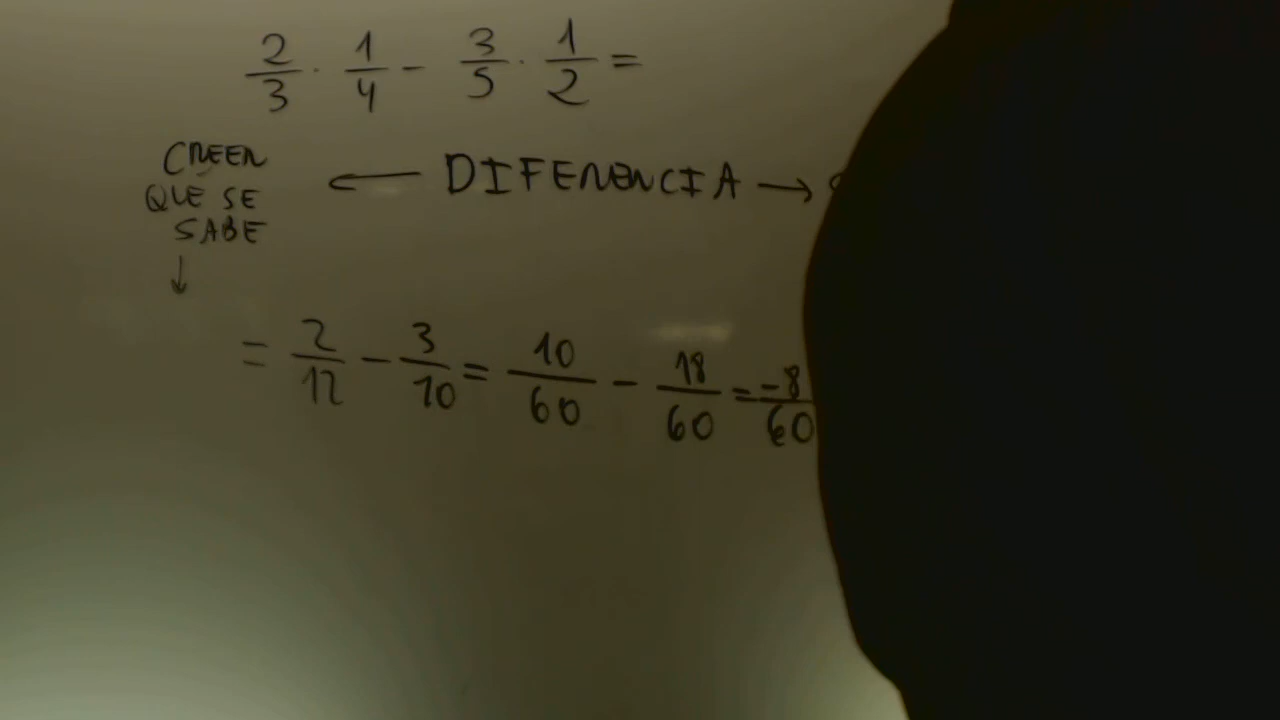 2/3 · 1/4 - 3/5 · 1/2 =
CREEN
QUE SE
SABE
↓
← DIFERENCIA →
= 2/12 - 3/10 = 10/60 - 18/60 = -8/60